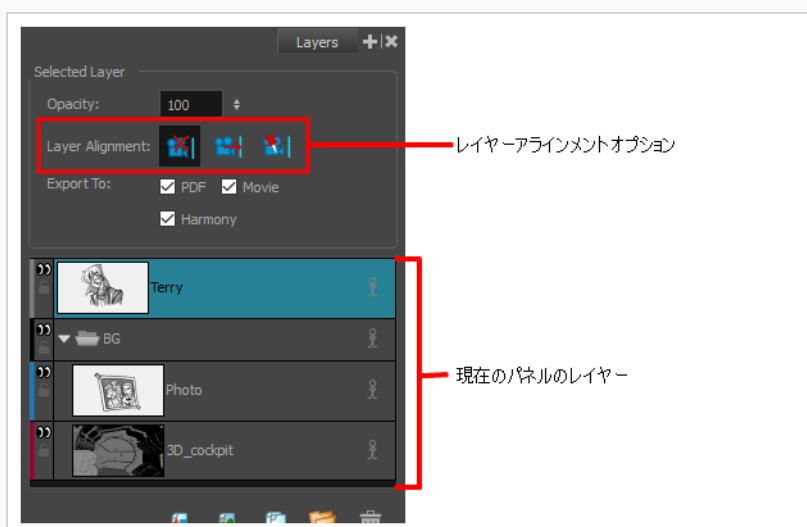 Layers
Selected Layer
Opacity: 100
Layer Alignment:
レイヤーアラインメントオプション
Export To: PDF Movie
Harmony
Terry
BG
現在のパネルのレイヤー
Photo
3D_cockpit